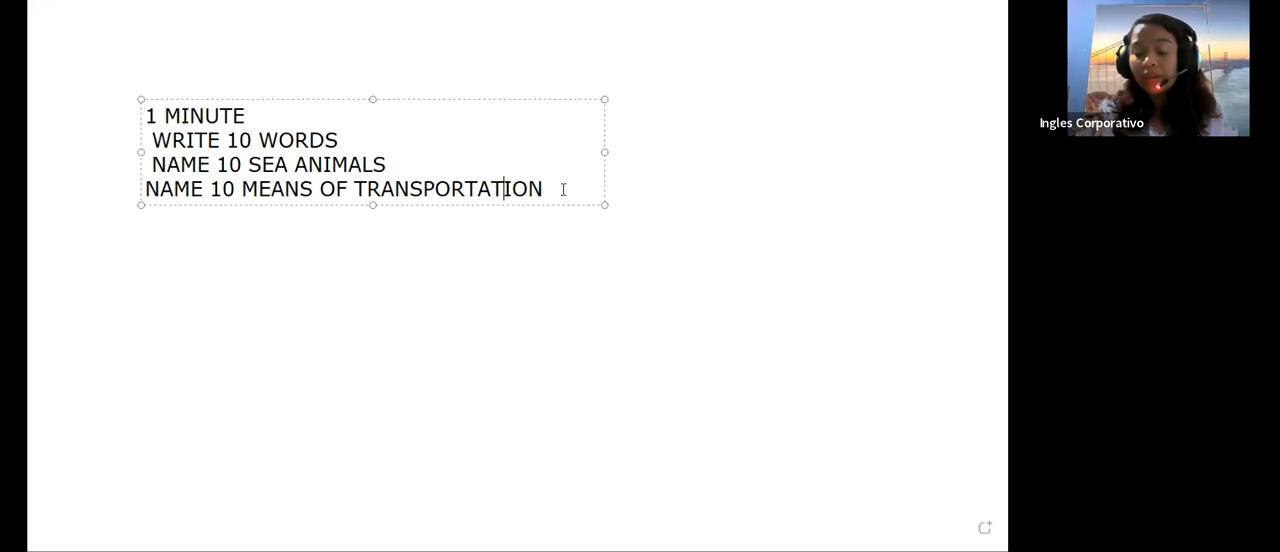 1 MINUTE
WRITE 10 WORDS
NAME 10 SEA ANIMALS
NAME 10 MEANS OF TRANSPORTATION
Ingles Corporativo